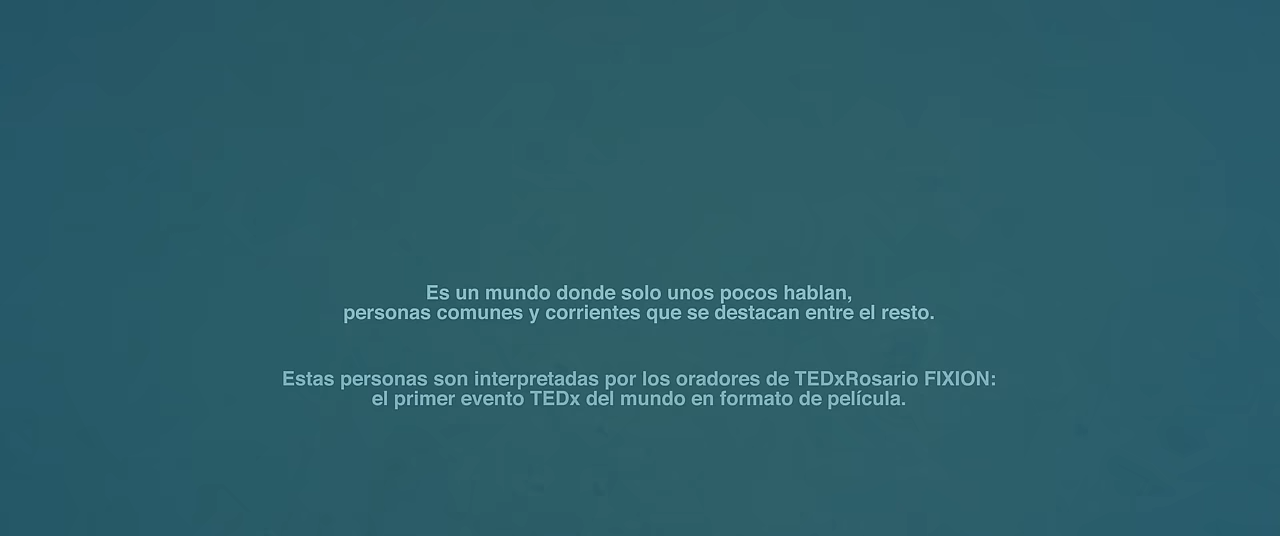 Es un mundo donde solo unos pocos hablan,
personas comunes y corrientes que se destacan entre el resto.
Estas personas son interpretadas por los oradores de TEDxRosario FIXION:
el primer evento TEDx del mundo en formato de película.